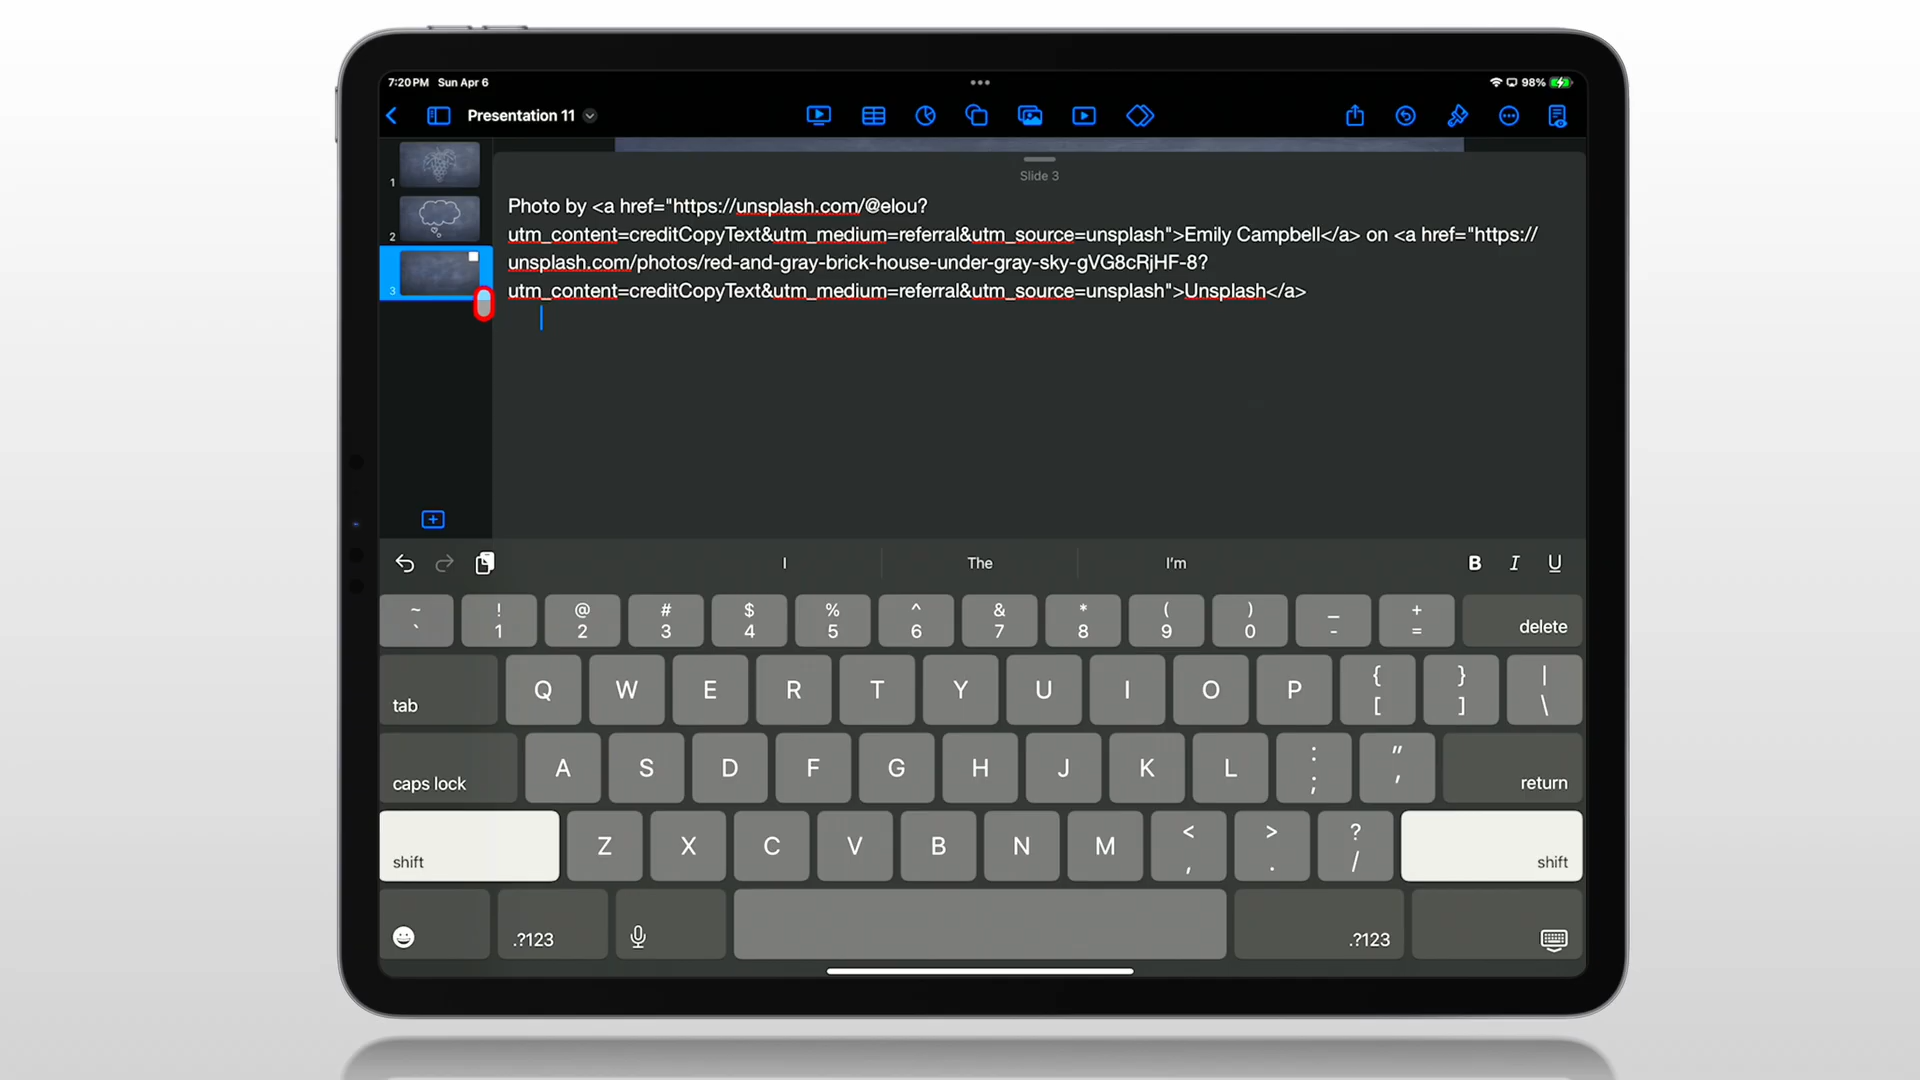 7:20 PM Sun Apr 6
98%
Presentation 11
1
2
3
Slide 3
Photo by <a href="https://unsplash.com/@elou?
utm_content=creditCopyText&utm_medium=referral&utm_source=unsplash">Emily Campbell</a> on <a href="https://
unsplash.com/photos/red-and-gray-brick-house-under-gray-sky-gVG8cRjHF-8?
utm_content=creditCopyText&utm_medium=referral&utm_source=unsplash">Unsplash</a>
I The I'm B I U
~ ! @ # $ % ^ & * ( ) _ +
` 1 2 3 4 5 6 7 8 9 0 - = delete
tab Q W E R T Y U I O P { [ } ] | \
caps lock A S D F G H J K L : ; " ' return
shift Z X C V B N M < , > . ? / shift
.?123 .?123